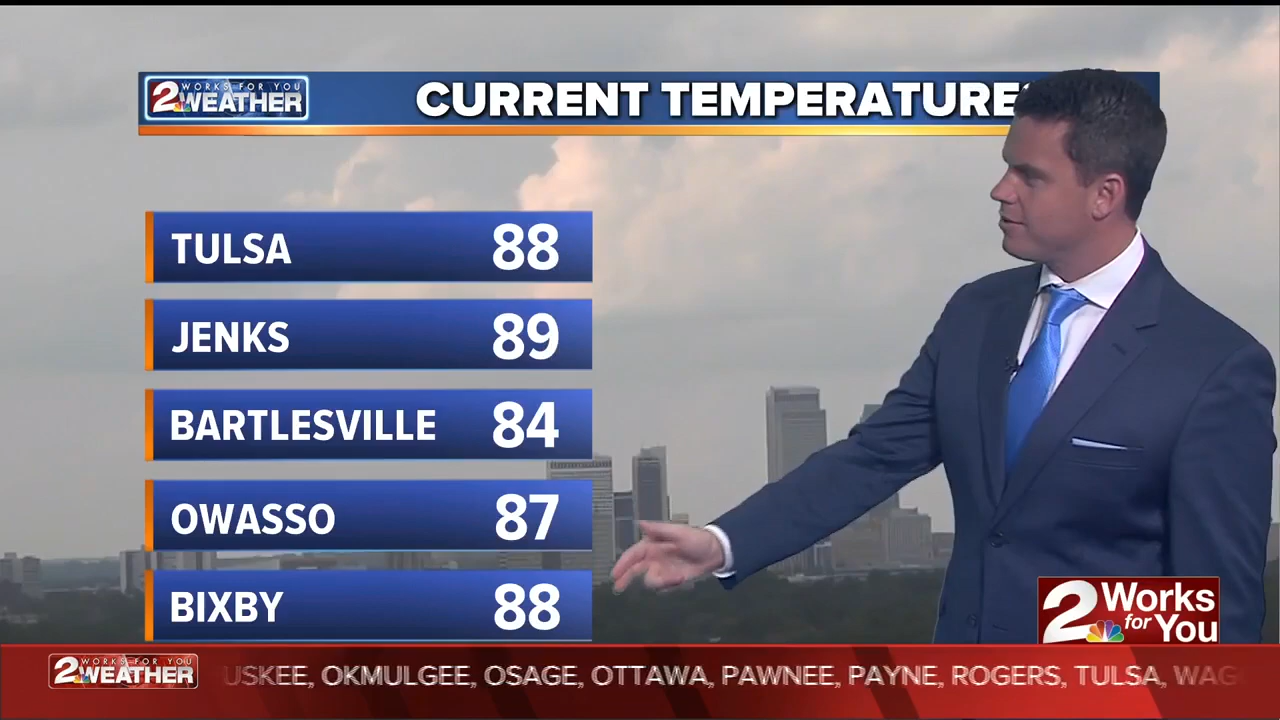 2 WORKS FOR YOU
WEATHER
CURRENT TEMPERATURE
TULSA 88
JENKS 89
BARTLESVILLE 84
OWASSO 87
BIXBY 88
2 Works
for You
2 WORKS FOR YOU
WEATHER
USKEE, OKMULGEE, OSAGE, OTTAWA, PAWNEE, PAYNE, ROGERS, TULSA, WAG